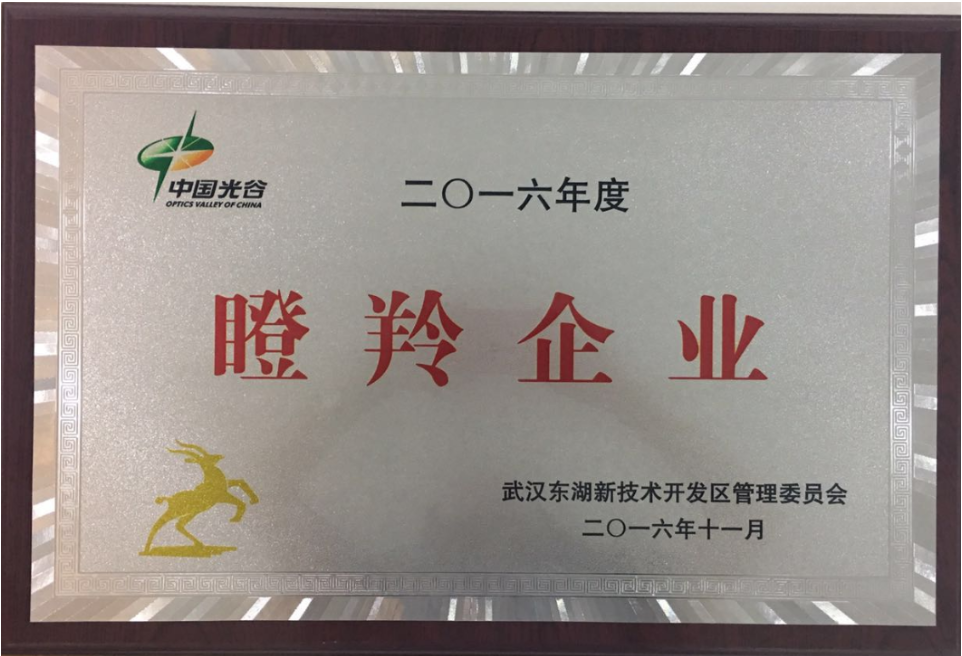 中国光谷
OPTICS VALLEY OF CHINA
二〇一六年度
瞪羚企业
武汉东湖新技术开发区管理委员会
二〇一六年十一月